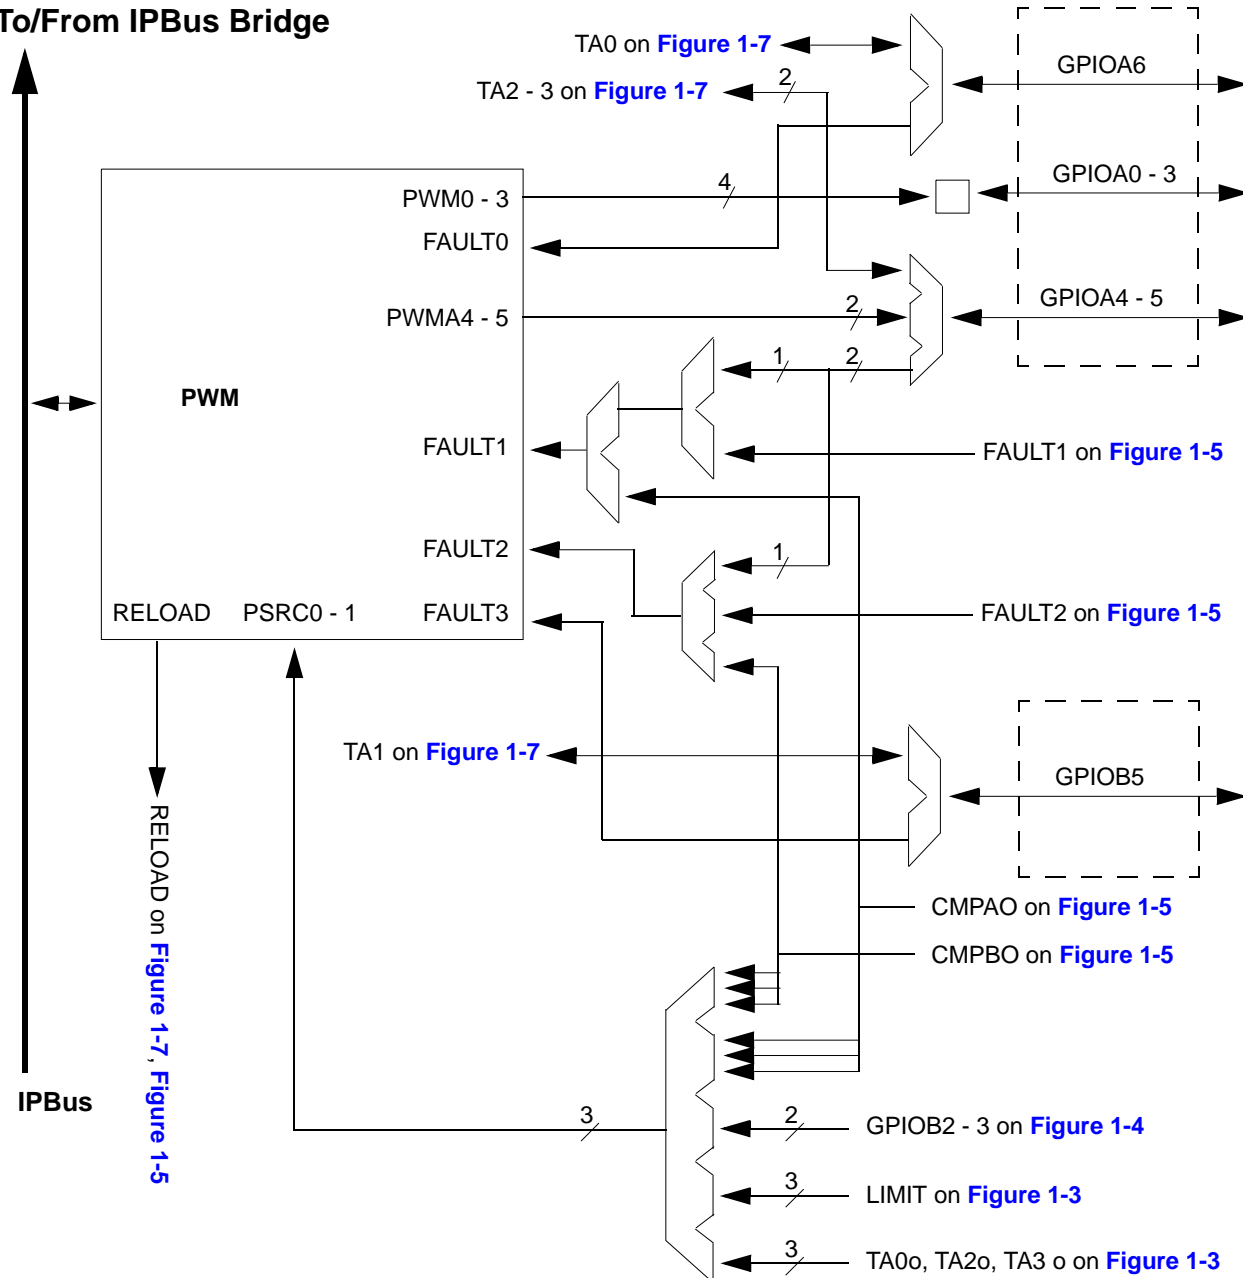 To/From IPBus Bridge
TA0 on Figure 1-7
TA2 - 3 on Figure 1-7
2
GPIOA6
PWM0 - 3
4
GPIOA0 - 3
FAULT0
PWMA4 - 5
2
GPIOA4 - 5
1
2
PWM
FAULT1
FAULT1 on Figure 1-5
FAULT2
1
RELOAD
PSRC0 - 1
FAULT3
FAULT2 on Figure 1-5
TA1 on Figure 1-7
GPIOB5
RELOAD on Figure 1-7, Figure 1-5
CMPAO on Figure 1-5
CMPBO on Figure 1-5
IPBus
3
2
GPIOB2 - 3 on Figure 1-4
3
LIMIT on Figure 1-3
3
TA0o, TA2o, TA3 o on Figure 1-3